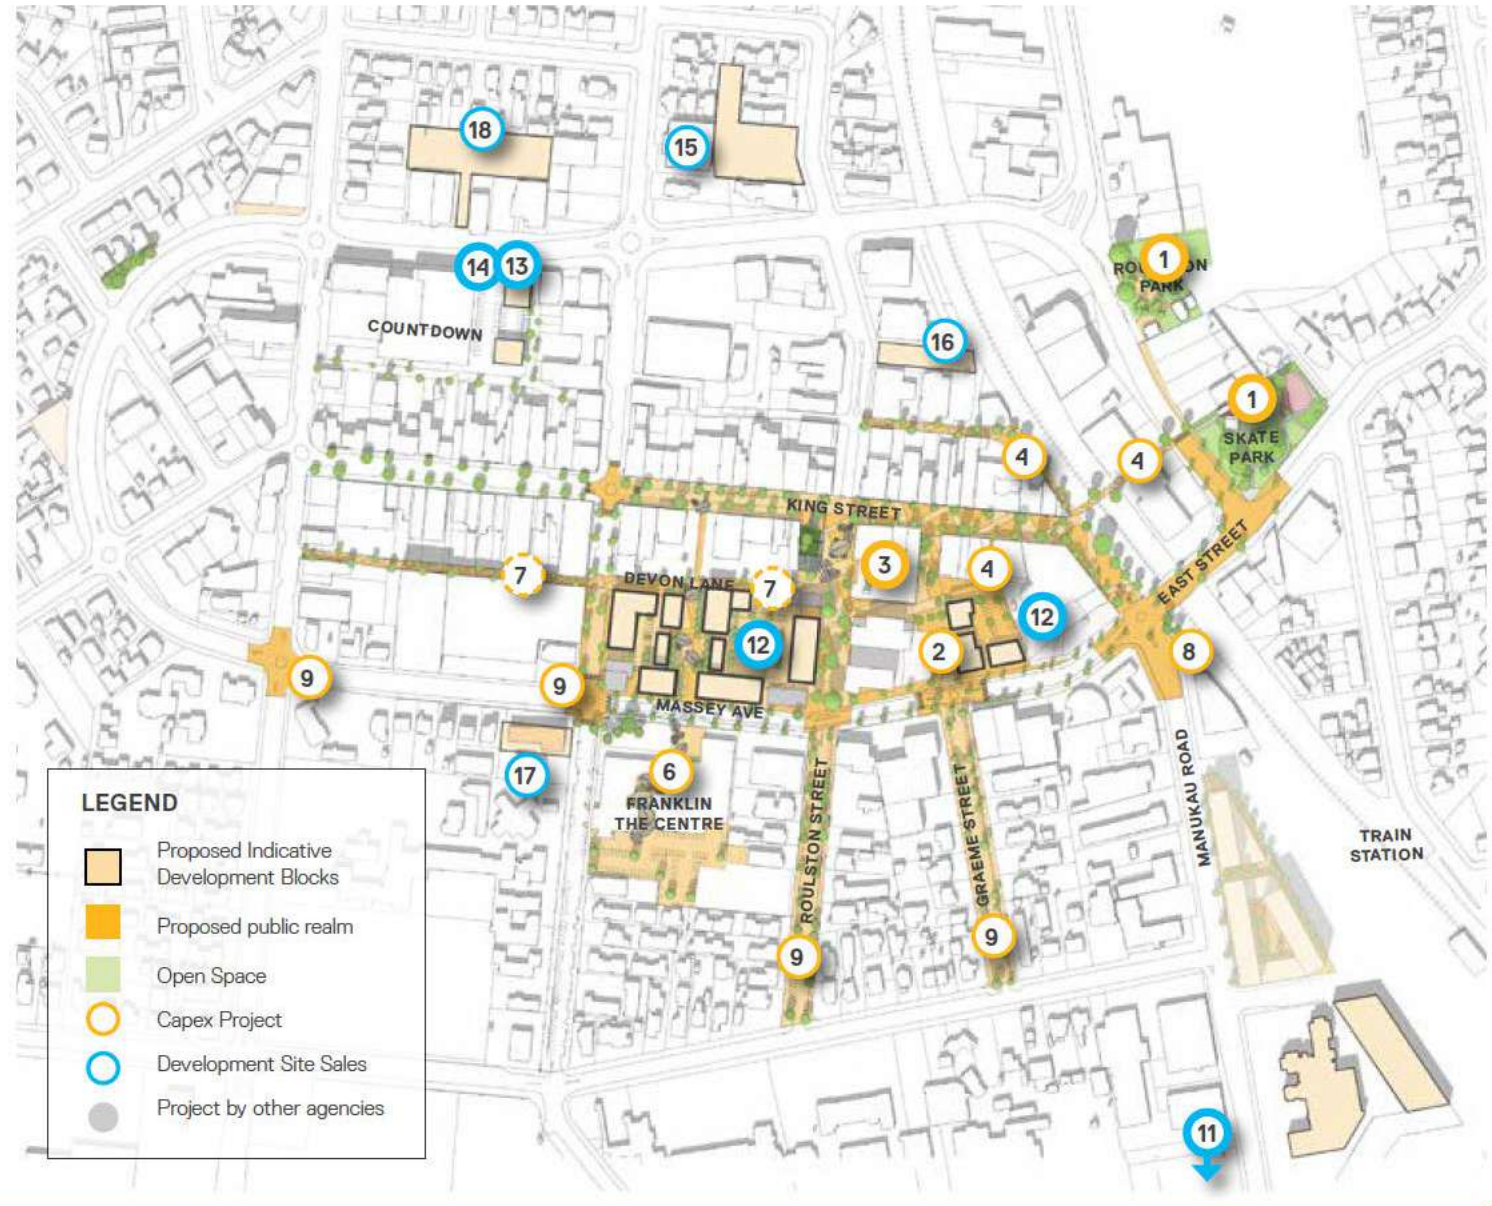 18
15
1
ROULSTON
PARK
14
13
COUNTDOWN
16
1
SKATE
PARK
4
4
KING STREET
EAST STREET
3
4
7
DEVON LANE
7
12
12
2
8
9
9
MASSEY AVE
17
6
FRANKLIN
THE CENTRE
ROULSTON STREET
GRAEME STREET
MANUKAU ROAD
TRAIN
STATION
9
9
11
LEGEND
Proposed Indicative
Development Blocks
Proposed public realm
Open Space
Capex Project
Development Site Sales
Project by other agencies